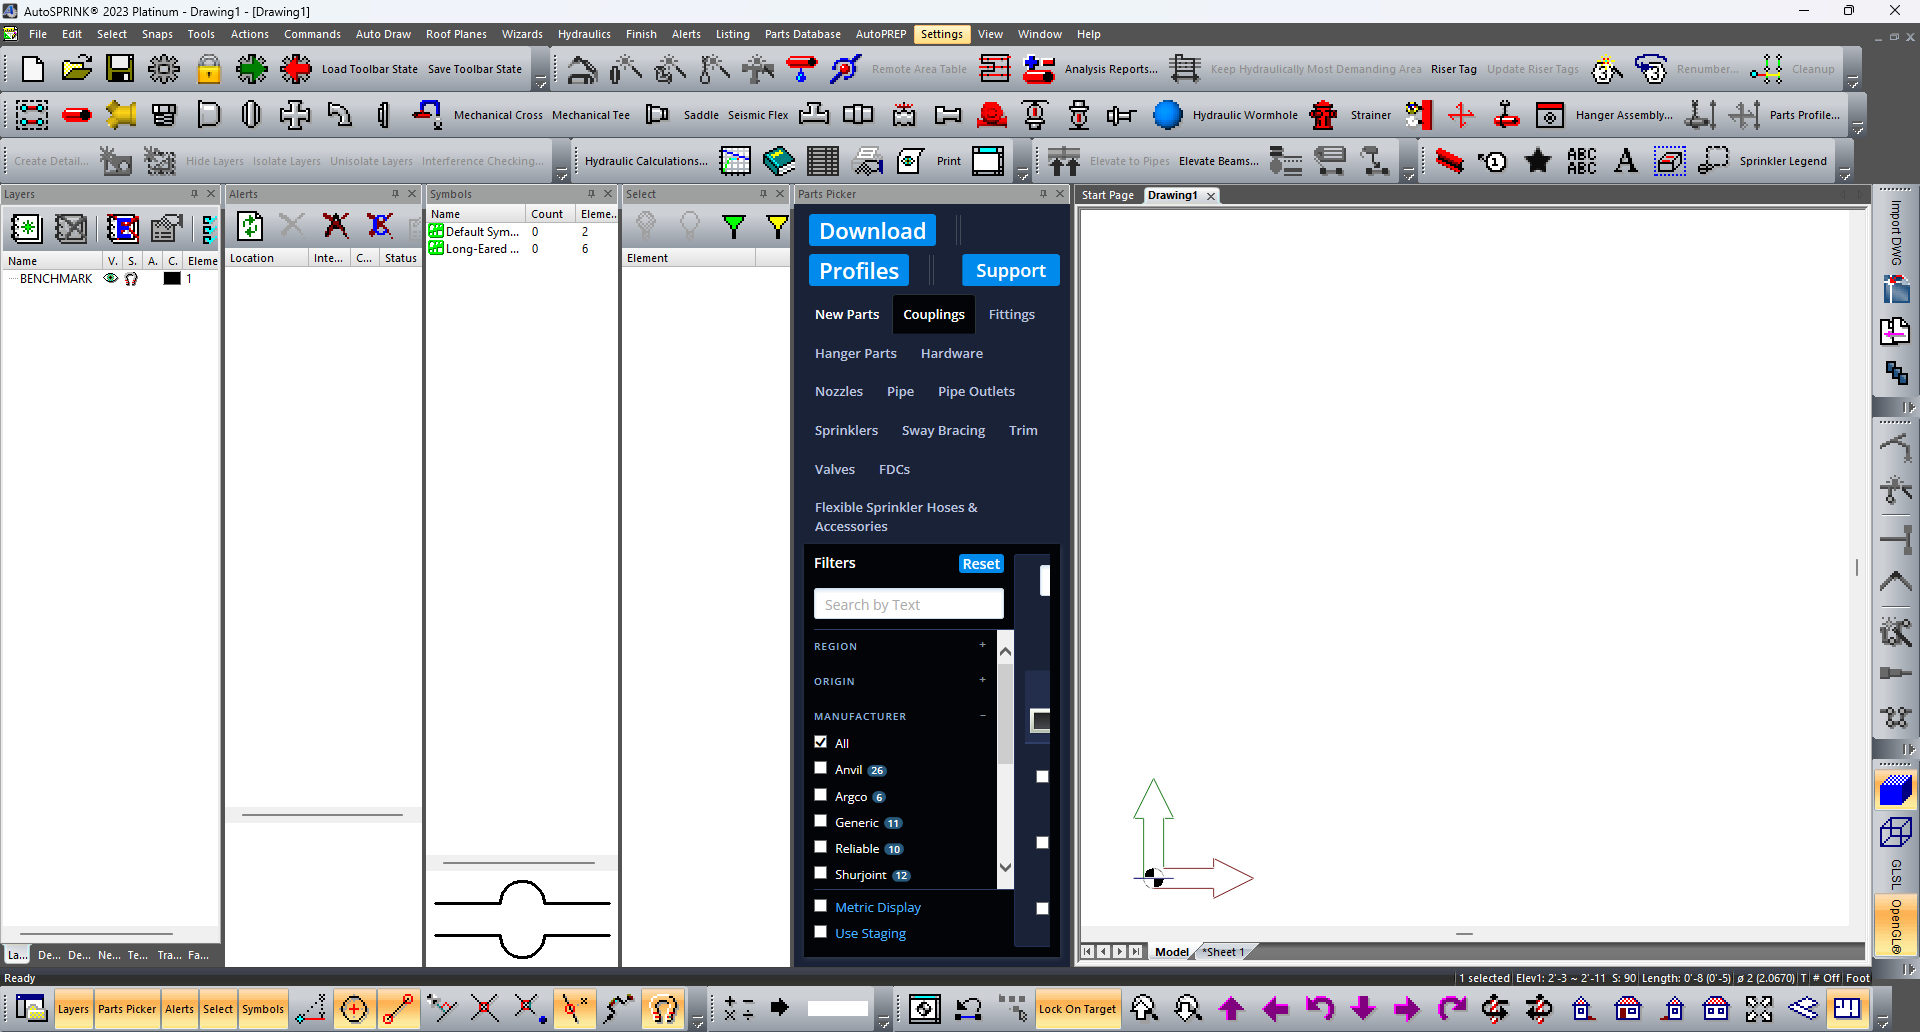 AutoSPRINK® 2023 Platinum - Drawing1 - [Drawing1]
File Edit Select Snaps Tools Actions Commands Auto Draw Roof Planes Wizards Hydraulics Finish Alerts Listing Parts Database AutoPREP Settings View Window Help
Load Toolbar State Save Toolbar State Remote Area Table Analysis Reports... Keep Hydraulically Most Demanding Area Riser Tag Update Riser Tags Renumber... Cleanup
Mechanical Cross Mechanical Tee Saddle Seismic Flex Hydraulic Wormhole Strainer Hanger Assembly... Parts Profile...
Create Detail... Hide Layers Isolate Layers Unisolate Layers Interference Checking... Hydraulic Calculations... Print Elevate to Pipes Elevate Beams... ABC ABC A Sprinkler Legend
Layers Alerts Symbols Select Parts Picker Start Page Drawing1
Name V. S. A. C. Eleme
BENCHMARK 1
Location Inte... C... Status
Name Count Eleme...
Default Sym... 0 2
Long-Eared ... 0 6
Element
Download
Profiles Support
New Parts Couplings Fittings
Hanger Parts Hardware
Nozzles Pipe Pipe Outlets
Sprinklers Sway Bracing Trim
Valves FDCs
Flexible Sprinkler Hoses &
Accessories
Filters Reset
Search by Text
REGION +
ORIGIN +
MANUFACTURER −
All
Anvil 26
Argco 6
Generic 11
Reliable 10
Shurjoint 12
Metric Display
Use Staging
Import DWG
GLSL
OpenGL®
La... De... De... Ne... Te... Tra... Fa...
Model *Sheet 1
Ready 1 selected Elev1: 2'-3 ~ 2'-11 S: 90 Length: 0'-8 (0'-5) ø 2 (2.0670) T # Off Foot
Layers Parts Picker Alerts Select Symbols Lock On Target